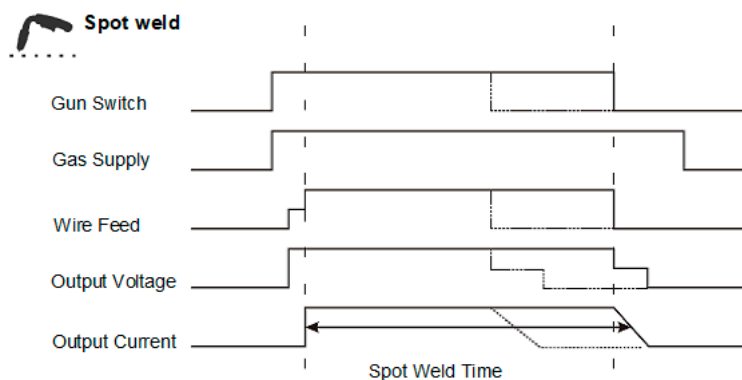 Spot weld
Gun Switch
Gas Supply
Wire Feed
Output Voltage
Output Current
Spot Weld Time